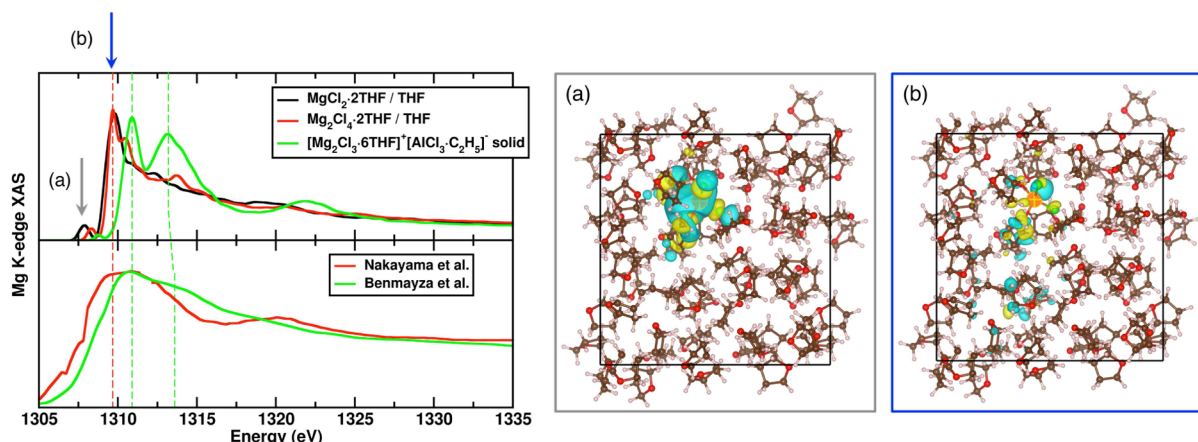 (b)
MgCl₂·2THF / THF
Mg₂Cl₄·2THF / THF
[Mg₂Cl₃·6THF]⁺[AlCl₃·C₂H₅]⁻ solid
(a)
Mg K-edge XAS
Nakayama et al.
Benmayza et al.
1305 1310 1315 1320 1325 1330 1335
Energy (eV)
(a)
(b)